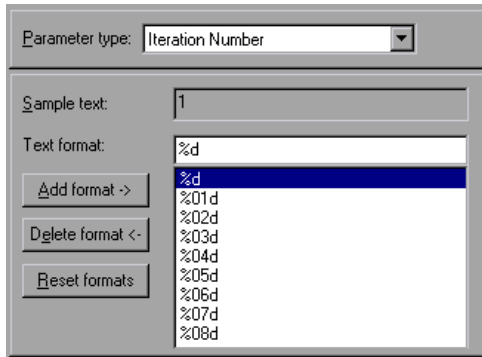 Parameter type: Iteration Number
Sample text: 1
Text format: %d
Add format ->
Delete format <-
Reset formats
%d
%01d
%02d
%03d
%04d
%05d
%06d
%07d
%08d